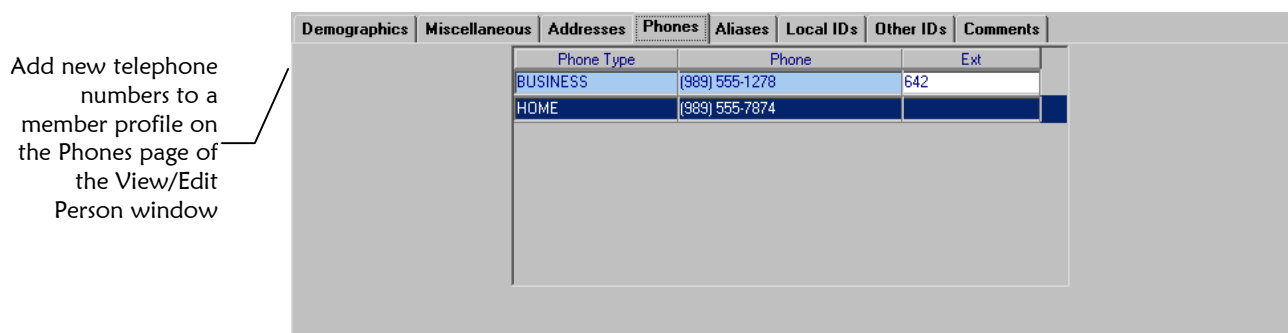 Demographics Miscellaneous Addresses Phones Aliases Local IDs Other IDs Comments
Add new telephone
numbers to a
member profile on
the Phones page of
the View/Edit
Person window
Phone Type Phone Ext
BUSINESS (989) 555-1278 642
HOME (989) 555-7874